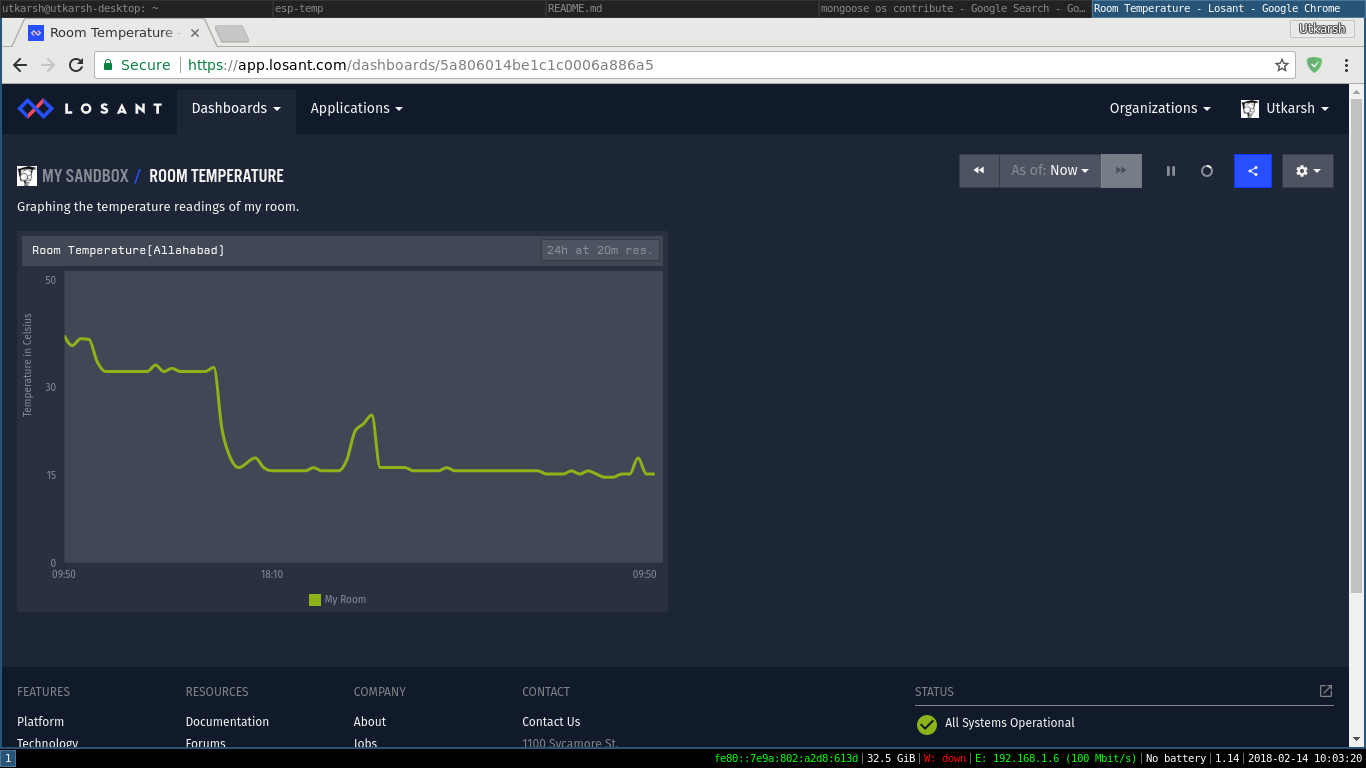 utkarsh@utkarsh-desktop: ~ esp-temp README.md mongoose os contribute - Google Search - Go… Room Temperature - Losant - Google Chrome
Room Temperature - Utkarsh
Secure https://app.losant.com/dashboards/5a806014be1c1c0006a886a5
LOSANT Dashboards Applications Organizations Utkarsh
MY SANDBOX / ROOM TEMPERATURE As of: Now
Graphing the temperature readings of my room.
Room Temperature[Allahabad] 24h at 20m res.
Temperature in Celsius
50
30
15
0
09:50 18:10 09:50
My Room
FEATURES RESOURCES COMPANY CONTACT STATUS
Platform Documentation About Contact Us All Systems Operational
Technology Forums Jobs 1100 Sycamore St.
1 fe80::7e9a:802:a2d8:613d|32.5 GiB|W: down|E: 192.168.1.6 (100 Mbit/s)|No battery|1.14|2018-02-14 10:03:20